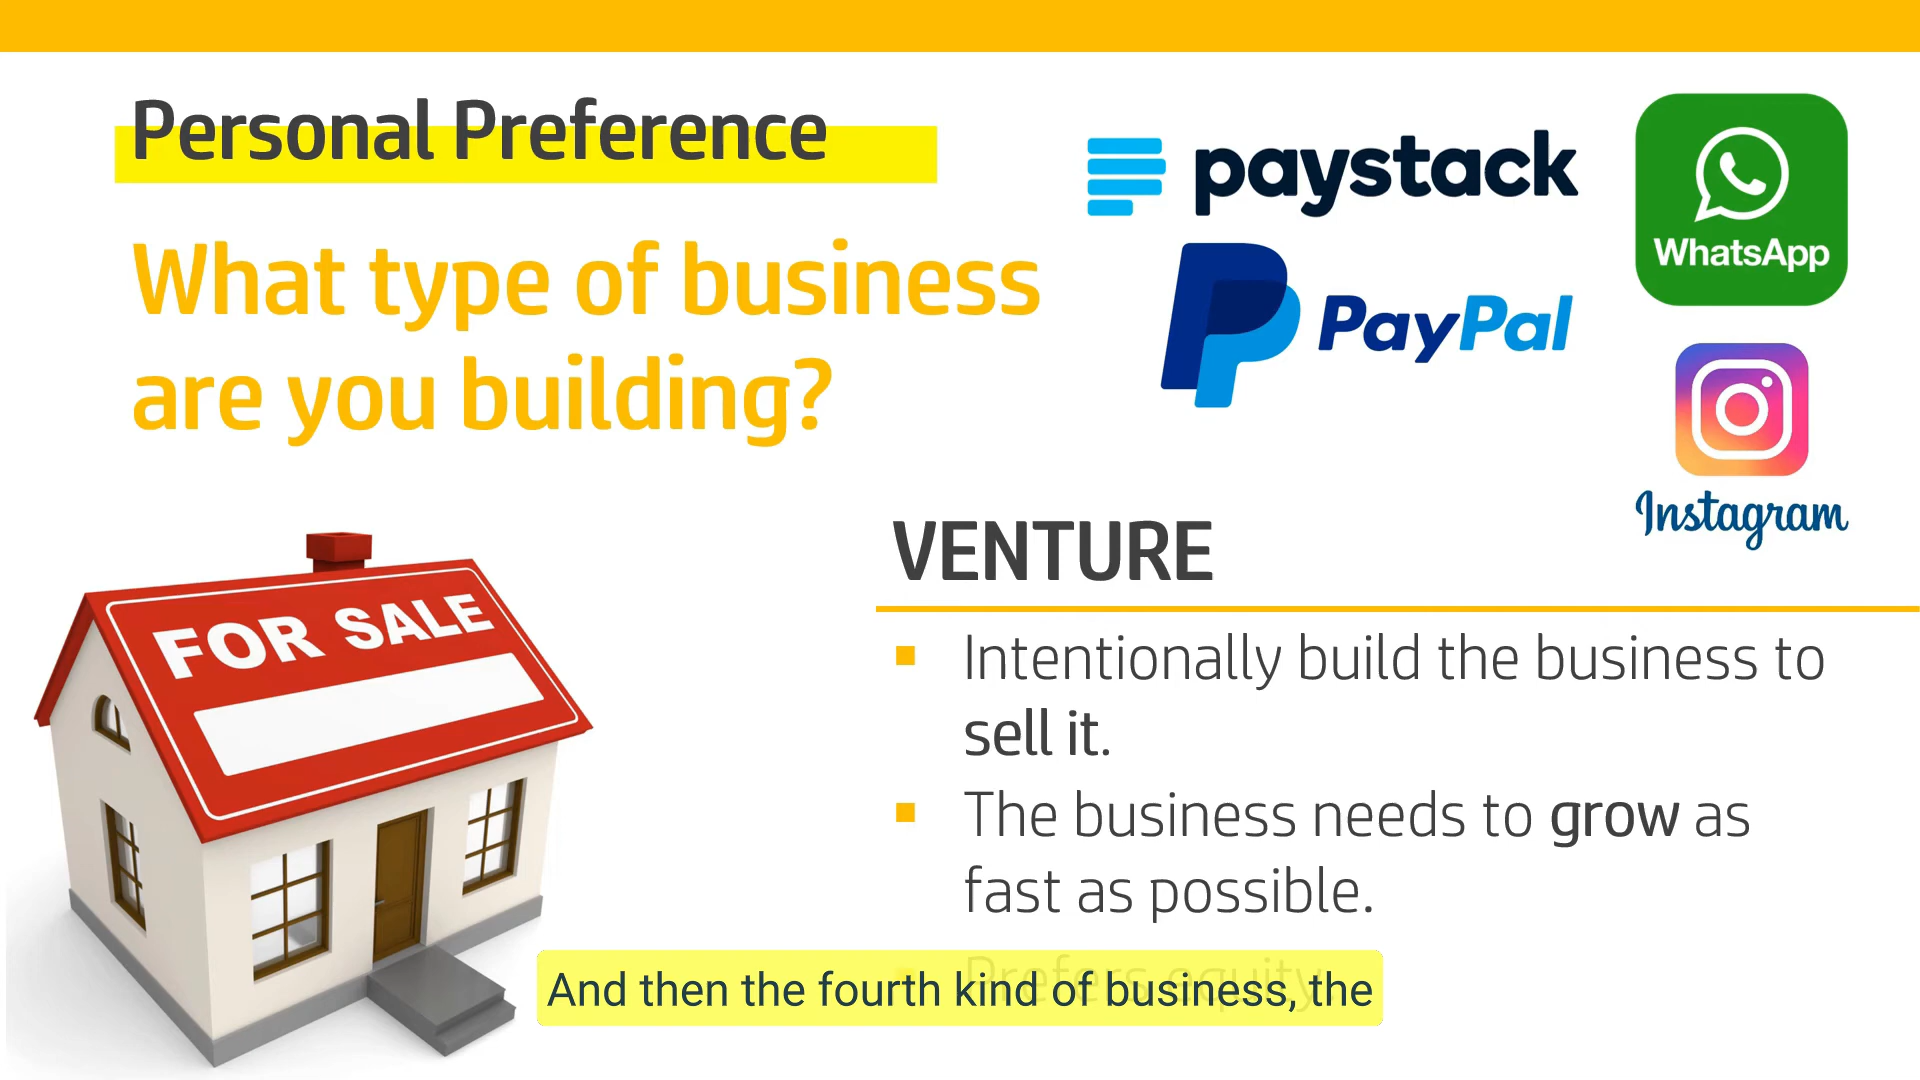 Personal Preference
What type of business
are you building?
paystack
PayPal
WhatsApp
Instagram
FOR SALE
VENTURE
Intentionally build the business to
sell it.
The business needs to grow as
fast as possible.
Prefers equity
And then the fourth kind of business, the